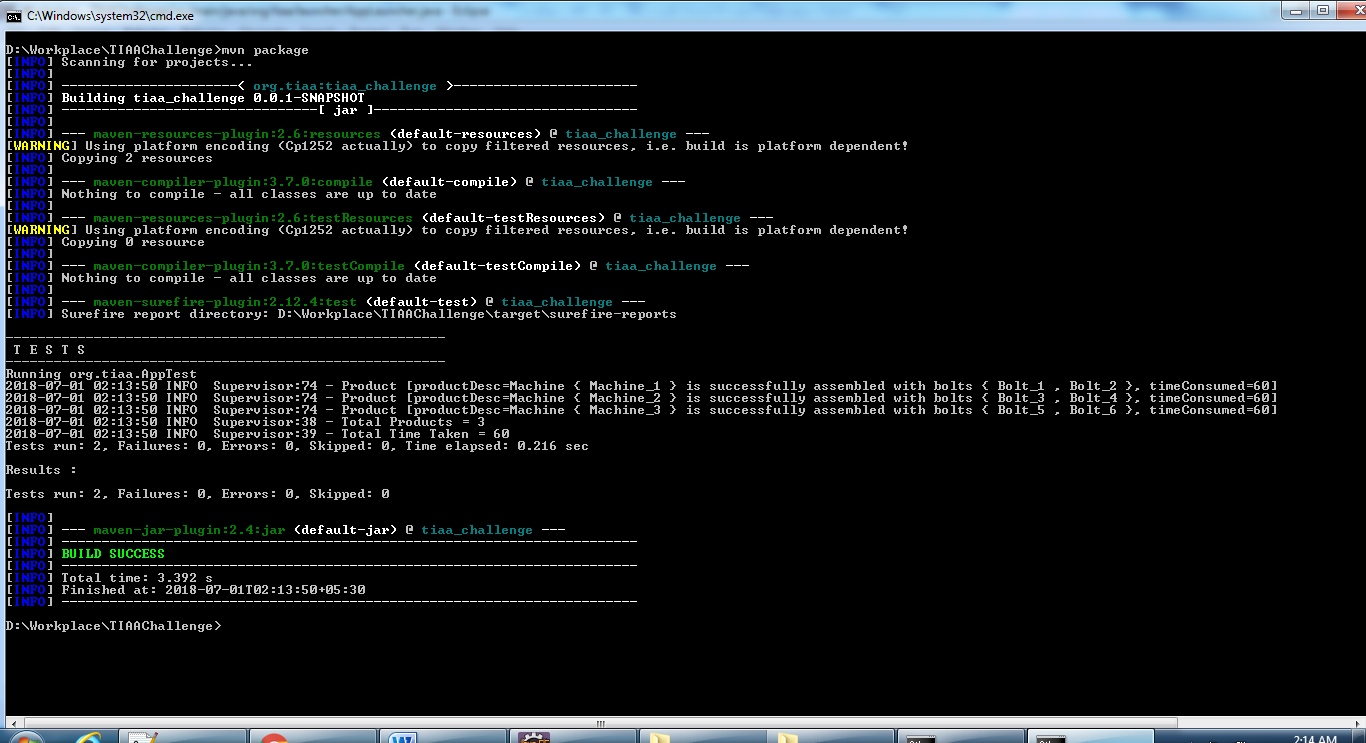 C:\Windows\system32\cmd.exe
D:\Workplace\TIAAChallenge>mvn package
[INFO] Scanning for projects...
[INFO]
[INFO] ----------------------< org.tiaa:tiaa_challenge >-----------------------
[INFO] Building tiaa_challenge 0.0.1-SNAPSHOT
[INFO] --------------------------------[ jar ]---------------------------------
[INFO]
[INFO] --- maven-resources-plugin:2.6:resources (default-resources) @ tiaa_challenge ---
[WARNING] Using platform encoding (Cp1252 actually) to copy filtered resources, i.e. build is platform dependent!
[INFO] Copying 2 resources
[INFO]
[INFO] --- maven-compiler-plugin:3.7.0:compile (default-compile) @ tiaa_challenge ---
[INFO] Nothing to compile - all classes are up to date
[INFO]
[INFO] --- maven-resources-plugin:2.6:testResources (default-testResources) @ tiaa_challenge ---
[WARNING] Using platform encoding (Cp1252 actually) to copy filtered resources, i.e. build is platform dependent!
[INFO] Copying 0 resource
[INFO]
[INFO] --- maven-compiler-plugin:3.7.0:testCompile (default-testCompile) @ tiaa_challenge ---
[INFO] Nothing to compile - all classes are up to date
[INFO]
[INFO] --- maven-surefire-plugin:2.12.4:test (default-test) @ tiaa_challenge ---
[INFO] Surefire report directory: D:\Workplace\TIAAChallenge\target\surefire-reports
-------------------------------------------------------
T E S T S
-------------------------------------------------------
Running org.tiaa.AppTest
2018-07-01 02:13:50 INFO  Supervisor:74 - Product [productDesc=Machine { Machine_1 } is successfully assembled with bolts { Bolt_1 , Bolt_2 }, timeConsumed=60]
2018-07-01 02:13:50 INFO  Supervisor:74 - Product [productDesc=Machine { Machine_2 } is successfully assembled with bolts { Bolt_3 , Bolt_4 }, timeConsumed=60]
2018-07-01 02:13:50 INFO  Supervisor:74 - Product [productDesc=Machine { Machine_3 } is successfully assembled with bolts { Bolt_5 , Bolt_6 }, timeConsumed=60]
2018-07-01 02:13:50 INFO  Supervisor:38 - Total Products = 3
2018-07-01 02:13:50 INFO  Supervisor:39 - Total Time Taken = 60
Tests run: 2, Failures: 0, Errors: 0, Skipped: 0, Time elapsed: 0.216 sec
Results :
Tests run: 2, Failures: 0, Errors: 0, Skipped: 0
[INFO]
[INFO] --- maven-jar-plugin:2.4:jar (default-jar) @ tiaa_challenge ---
[INFO] ------------------------------------------------------------------------
[INFO] BUILD SUCCESS
[INFO] ------------------------------------------------------------------------
[INFO] Total time: 3.392 s
[INFO] Finished at: 2018-07-01T02:13:50+05:30
[INFO] ------------------------------------------------------------------------
D:\Workplace\TIAAChallenge>
2:14 AM